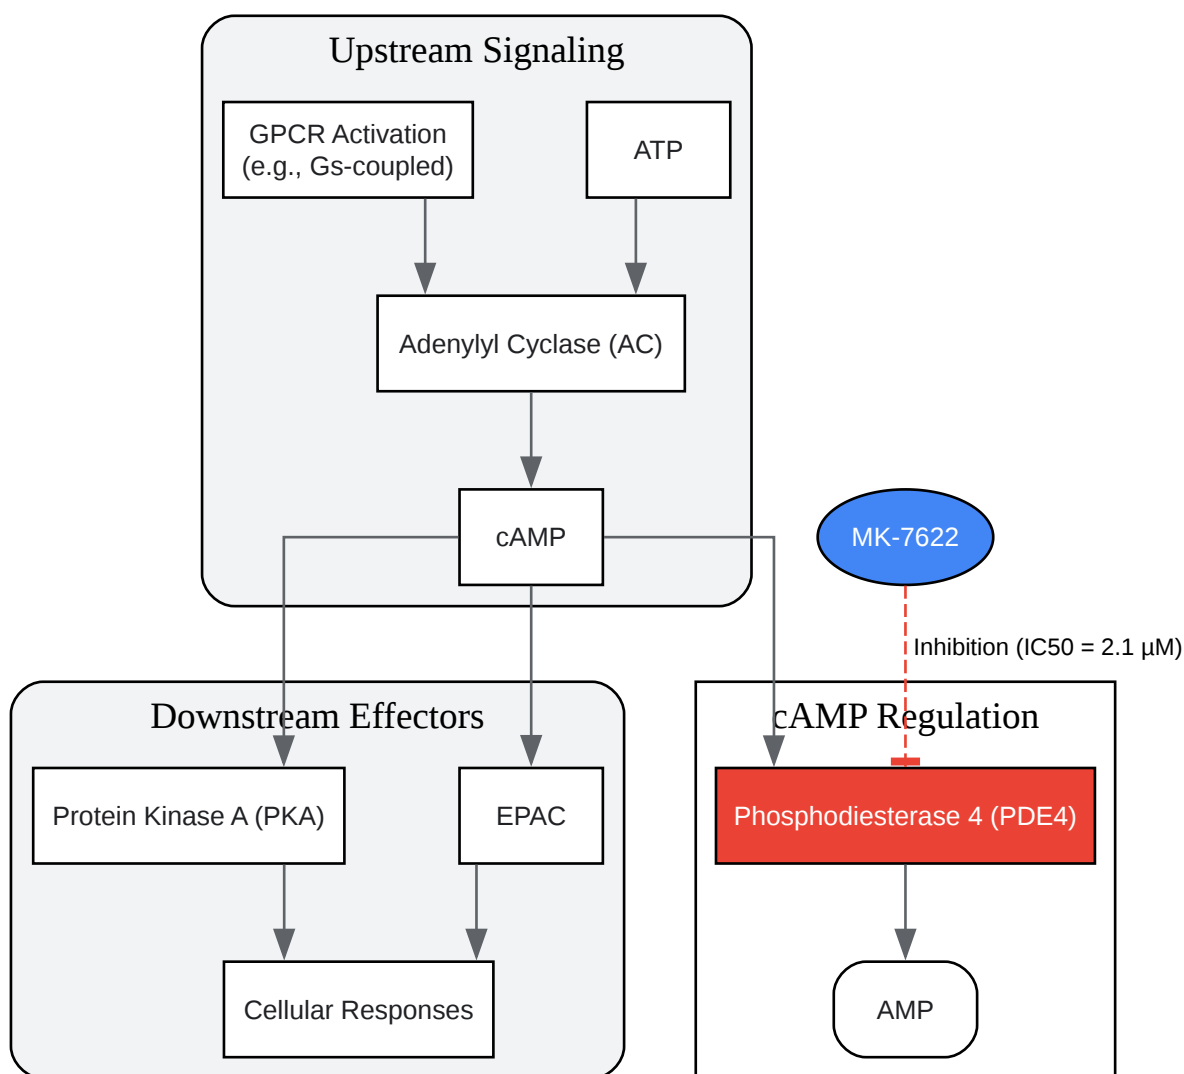 Upstream Signaling
GPCR Activation
(e.g., Gs-coupled)
ATP
Adenylyl Cyclase (AC)
cAMP
MK-7622
Inhibition (IC50 = 2.1 µM)
Downstream Effectors
cAMP Regulation
Protein Kinase A (PKA)
EPAC
Phosphodiesterase 4 (PDE4)
Cellular Responses
AMP